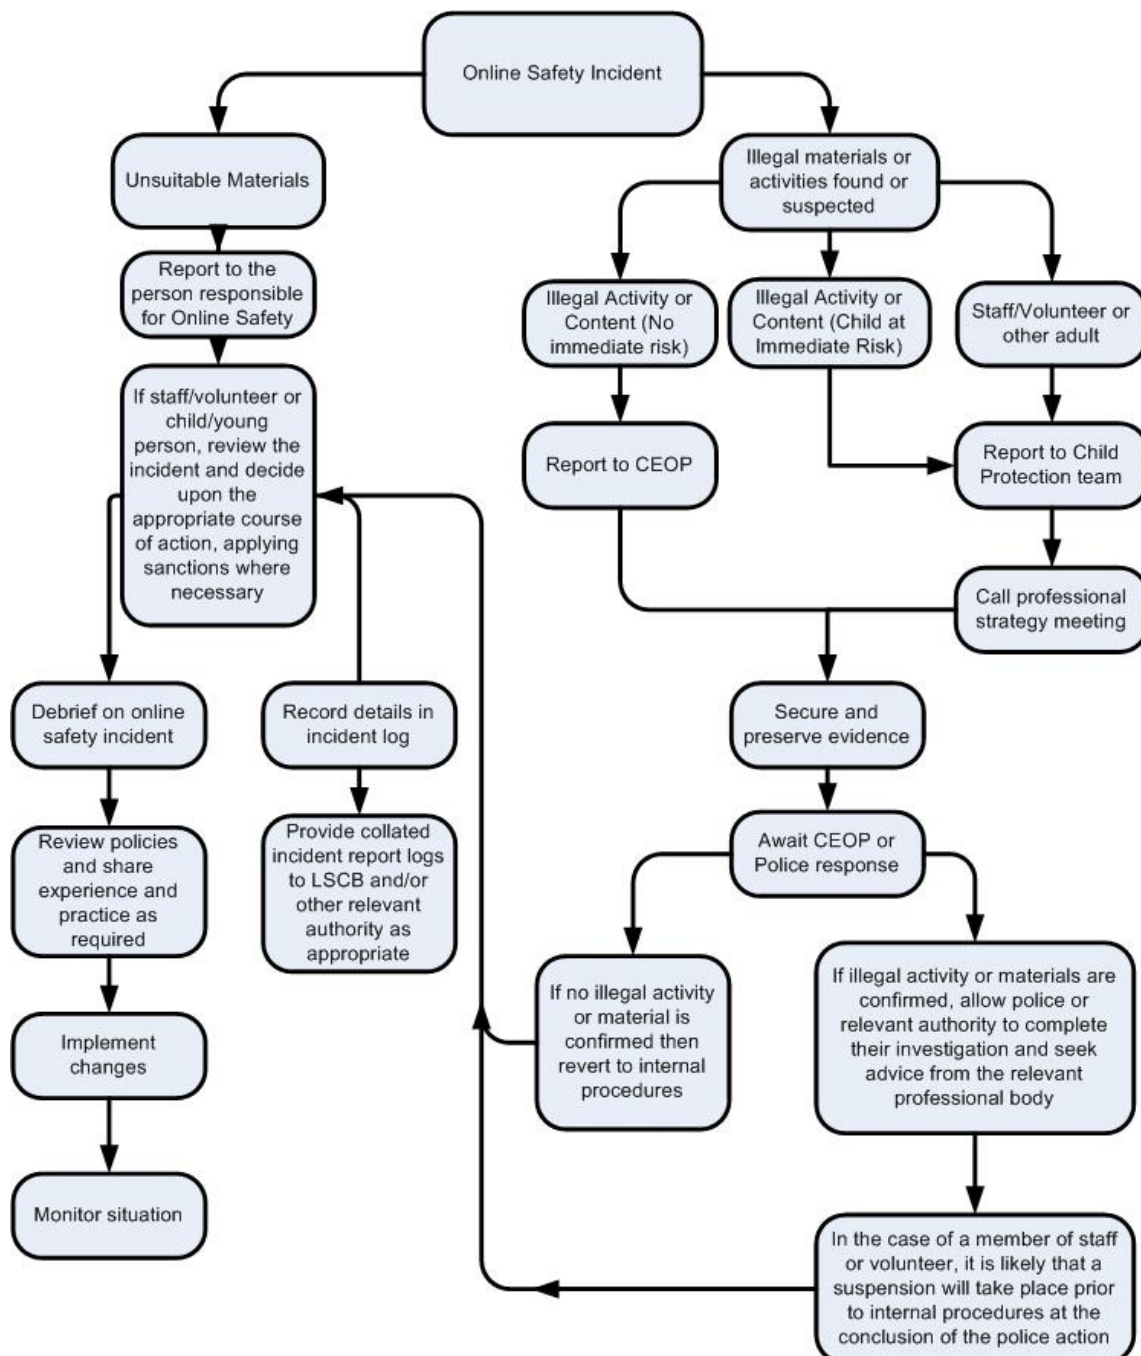 Online Safety Incident
Unsuitable Materials
Illegal materials or
activities found or
suspected
Report to the
person responsible
for Online Safety
Illegal Activity or
Content (No
immediate risk)
Illegal Activity or
Content (Child at
Immediate Risk)
Staff/Volunteer or
other adult
If staff/volunteer or
child/young
person, review the
incident and decide
upon the
appropriate course
of action, applying
sanctions where
necessary
Report to CEOP
Report to Child
Protection team
Call professional
strategy meeting
Debrief on online
safety incident
Record details in
incident log
Secure and
preserve evidence
Review policies
and share
experience and
practice as
required
Provide collated
incident report logs
to LSCB and/or
other relevant
authority as
appropriate
Await CEOP or
Police response
If no illegal activity
or material is
confirmed then
revert to internal
procedures
If illegal activity or materials are
confirmed, allow police or
relevant authority to complete
their investigation and seek
advice from the relevant
professional body
Implement
changes
Monitor situation
In the case of a member of staff
or volunteer, it is likely that a
suspension will take place prior
to internal procedures at the
conclusion of the police action